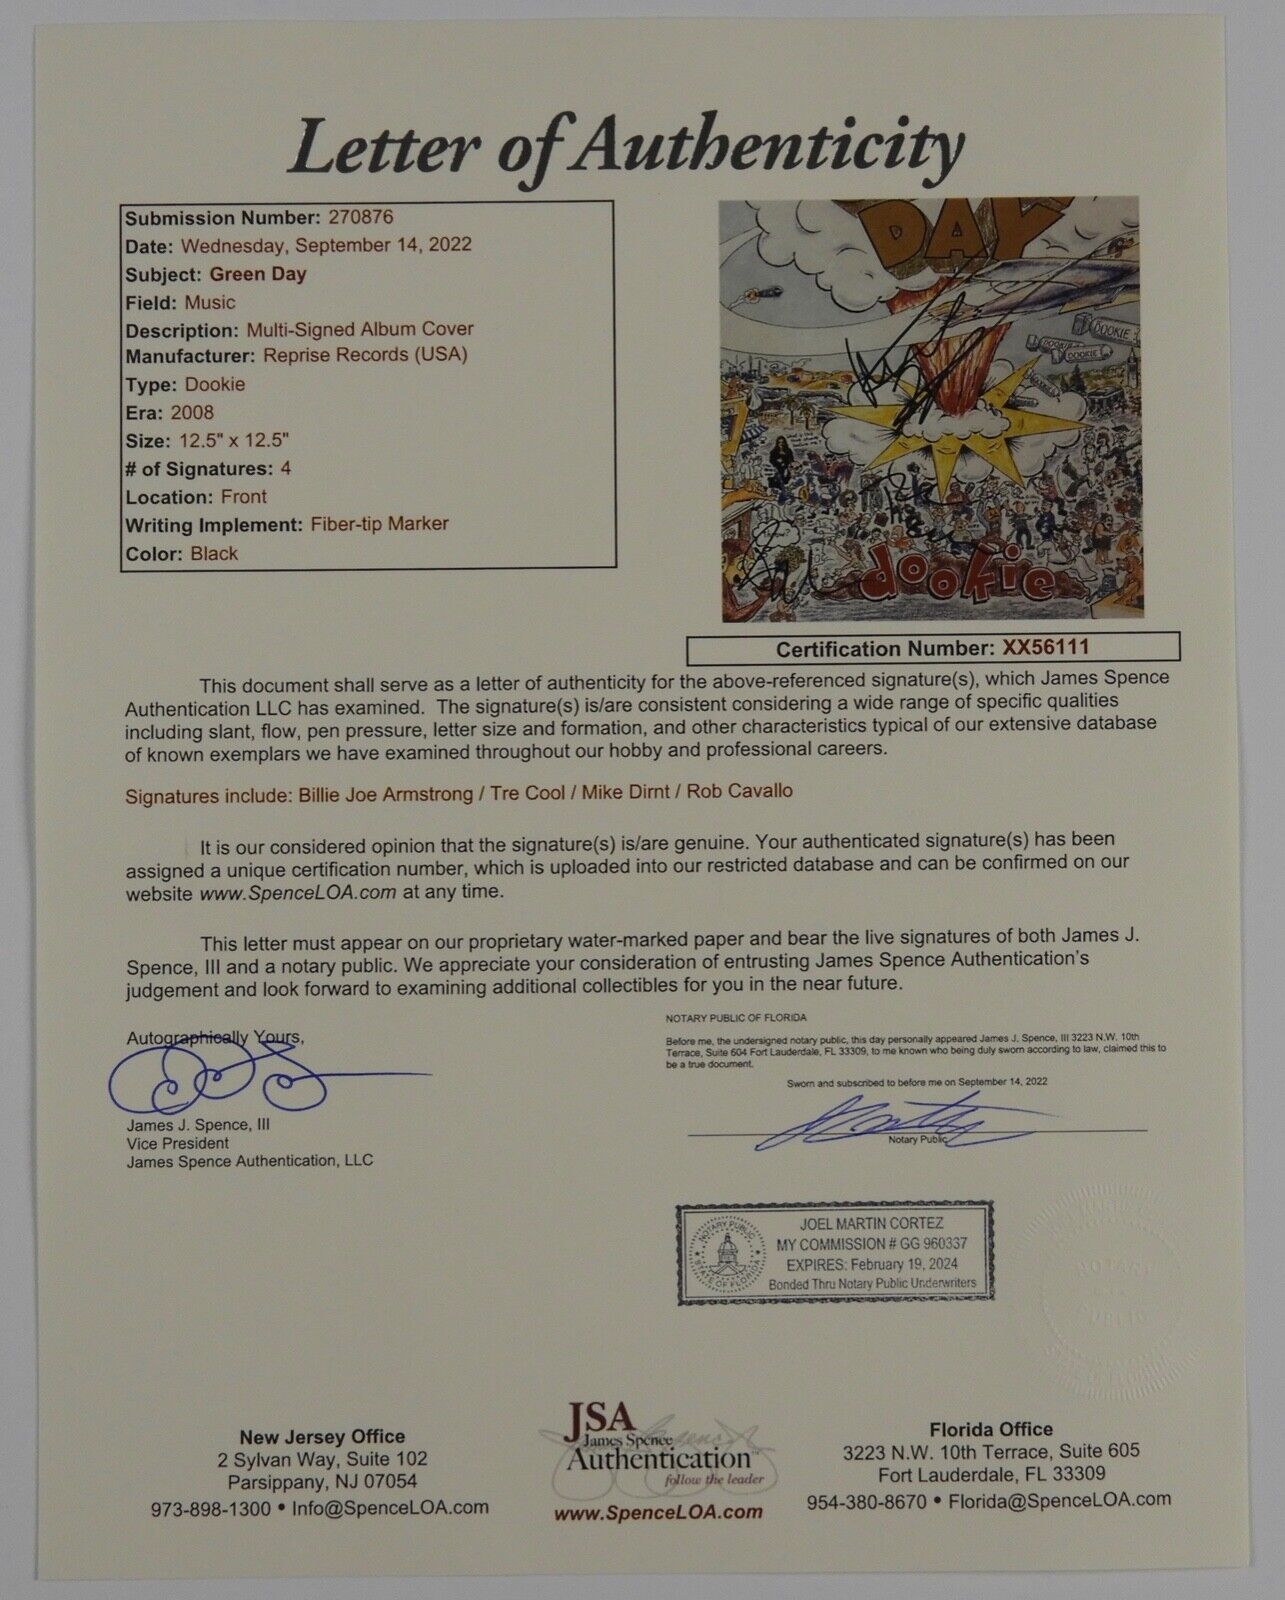 Letter of Authenticity
Submission Number: 270876
Date: Wednesday, September 14, 2022
Subject: Green Day
Field: Music
Description: Multi-Signed Album Cover
Manufacturer: Reprise Records (USA)
Type: Dookie
Era: 2008
Size: 12.5" x 12.5"
# of Signatures: 4
Location: Front
Writing Implement: Fiber-tip Marker
Color: Black
DAY
DOOKIE
DOOKIE
DOOKIE
dookie
Certification Number: XX56111
This document shall serve as a letter of authenticity for the above-referenced signature(s), which James Spence
Authentication LLC has examined. The signature(s) is/are consistent considering a wide range of specific qualities
including slant, flow, pen pressure, letter size and formation, and other characteristics typical of our extensive database
of known exemplars we have examined throughout our hobby and professional careers.
Signatures include: Billie Joe Armstrong / Tre Cool / Mike Dirnt / Rob Cavallo
It is our considered opinion that the signature(s) is/are genuine. Your authenticated signature(s) has been
assigned a unique certification number, which is uploaded into our restricted database and can be confirmed on our
website www.SpenceLOA.com at any time.
This letter must appear on our proprietary water-marked paper and bear the live signatures of both James J.
Spence, III and a notary public. We appreciate your consideration of entrusting James Spence Authentication's
judgement and look forward to examining additional collectibles for you in the near future.
Autographically Yours,
James J. Spence, III
Vice President
James Spence Authentication, LLC
NOTARY PUBLIC OF FLORIDA
Before me, the undersigned notary public, this day personally appeared James J. Spence, III 3223 N.W. 10th
Terrace, Suite 604 Fort Lauderdale, FL 33309, to me known who being duly sworn according to law, claimed this to
be a true document.
Sworn and subscribed to before me on September 14, 2022
Notary Public
NOTARY PUBLIC
STATE OF FLORIDA
JOEL MARTIN CORTEZ
MY COMMISSION # GG 960337
EXPIRES: February 19, 2024
Bonded Thru Notary Public Underwriters
NOTARY
PUBLIC
STATE OF FLORIDA
New Jersey Office
2 Sylvan Way, Suite 102
Parsippany, NJ 07054
973-898-1300 • Info@SpenceLOA.com
JSA
James Spence
Authentication™
follow the leader
www.SpenceLOA.com
Florida Office
3223 N.W. 10th Terrace, Suite 605
Fort Lauderdale, FL 33309
954-380-8670 • Florida@SpenceLOA.com